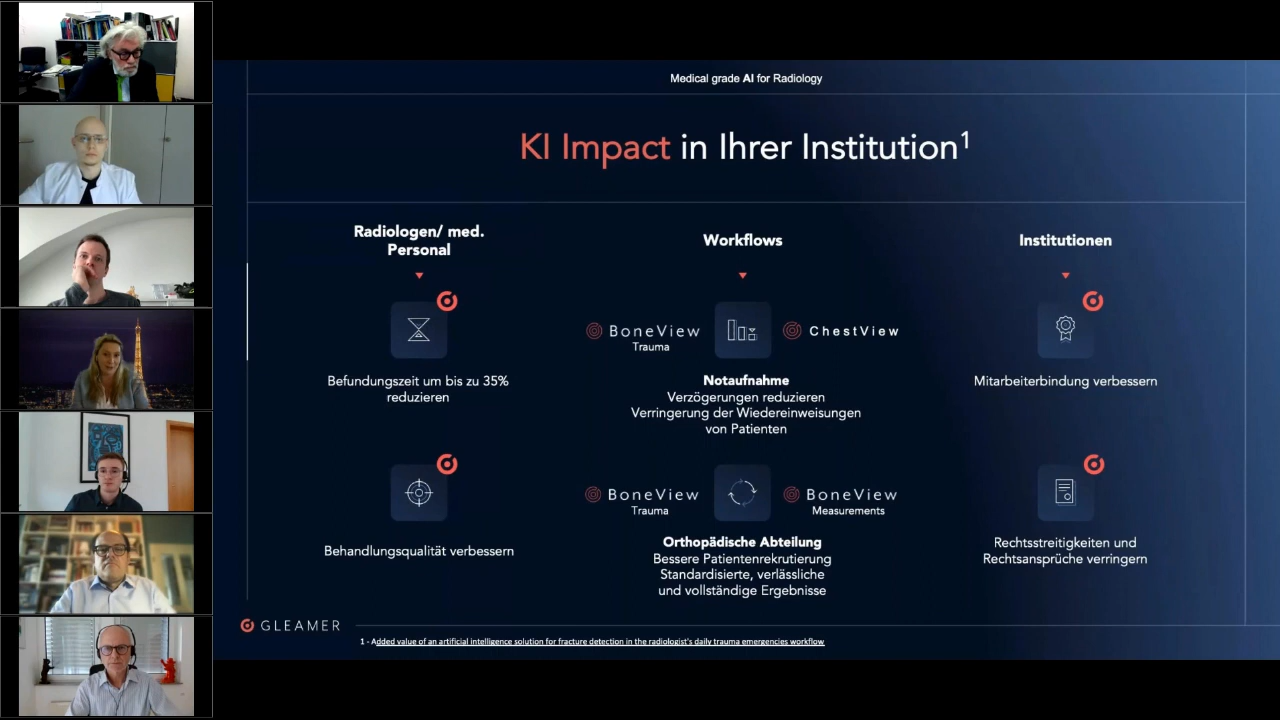 Medical grade AI for Radiology
KI Impact in Ihrer Institution¹
Radiologen/ med.
Personal
Befundungszeit um bis zu 35%
reduzieren
Behandlungsqualität verbessern
Workflows
BoneView
Trauma
ChestView
Notaufnahme
Verzögerungen reduzieren
Verringerung der Wiedereinweisungen
von Patienten
BoneView
Trauma
BoneView
Measurements
Orthopädische Abteilung
Bessere Patientenrekrutierung
Standardisierte, verlässliche
und vollständige Ergebnisse
Institutionen
Mitarbeiterbindung verbessern
Rechtsstreitigkeiten und
Rechtsansprüche verringern
GLEAMER
1 - Added value of an artificial intelligence solution for fracture detection in the radiologist's daily trauma emergencies workflow